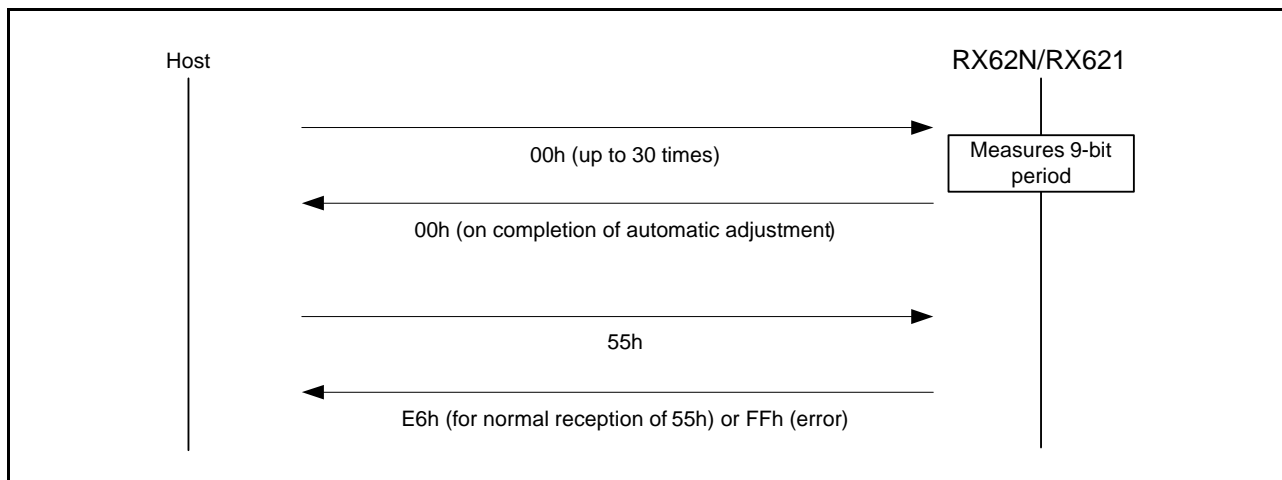 Host
RX62N/RX621
00h (up to 30 times)
Measures 9-bit
period
00h (on completion of automatic adjustment)
55h
E6h (for normal reception of 55h) or FFh (error)